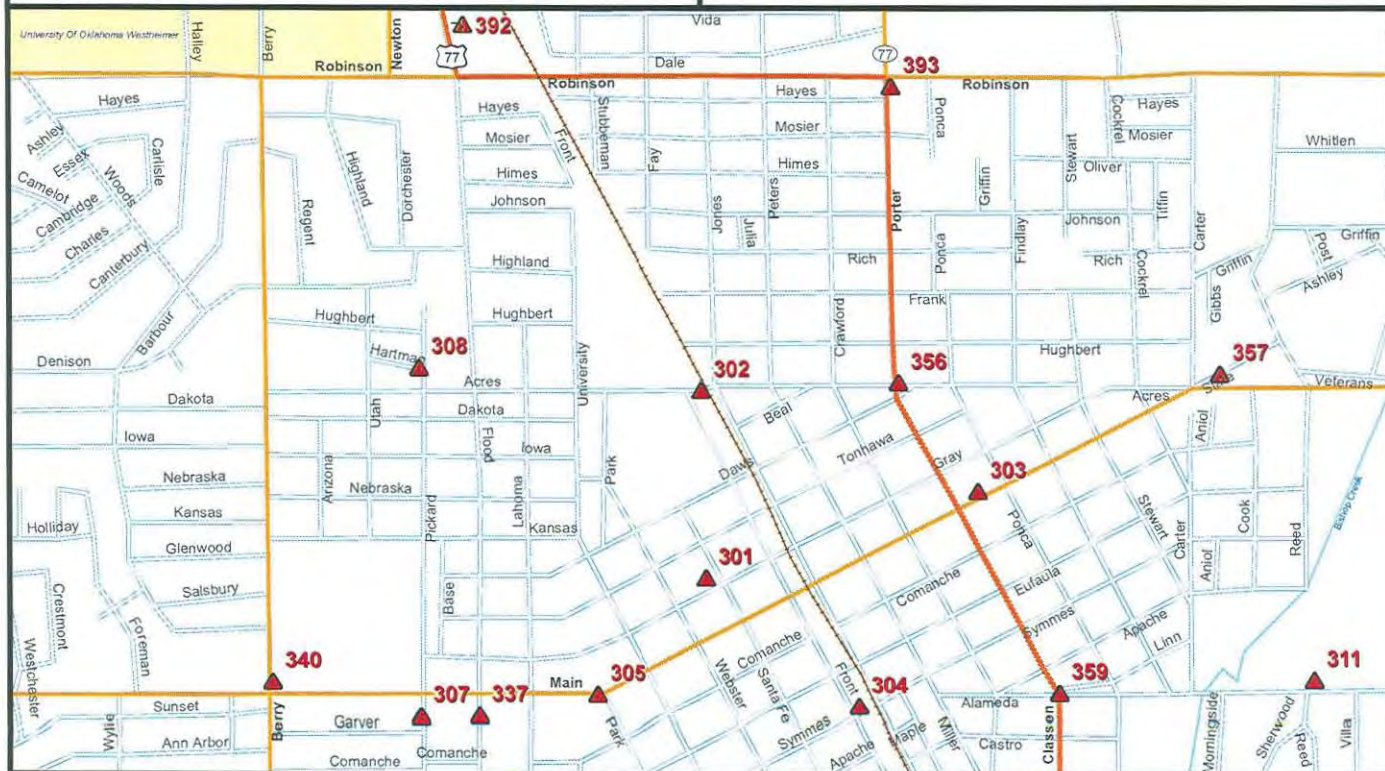 392
Vida
University Of Oklahoma Westheimer
Halley
Berry
Newton
77
77
Robinson
Dale
Robinson
393
Robinson
Hayes
Hayes
Stubbeman
Hayes
Ponca
Cockrel
Hayes
Ashley
Essex
Carlisle
Mosier
Front
Mosier
Stewart
Mosier
Whitlen
Camelot
Woods
Highland
Dorchester
Himes
Fay
Himes
Griffin
Oliver
Cambridge
Regent
Johnson
Jones
Julia
Peters
Porter
Findlay
Johnson
Tiffin
Carter
Charles
Canterbury
Highland
Rich
Ponca
Rich
Cockrel
Griffin
Post
Griffin
Ashley
Gibbs
Barbour
Hughbert
Hughbert
Crawford
Frank
Denison
Hartman
308
University
302
356
Hughbert
357
Acres
Acres
Veterans
Dakota
Utah
Dakota
Beal
Iowa
Flood
Iowa
Daws
Tonhawa
Gray
Aniol
Nebraska
Arizona
Nebraska
Lahoma
Park
303
Kansas
Pickard
Kansas
Ponca
Stewart
Carter
Cook
Reed
Bishop Creek
Holliday
Glenwood
301
Comanche
Eufaula
Aniol
Crestmont
Salsbury
Base
Symmes
Apache
Foreman
Linn
Westchester
340
Main
305
Comanche
Webster
Santa Fe
Front
304
359
311
Sunset
307
337
Alameda
Wylie
Berry
Garver
Park
Symmes
Maple
Miller
Classen
Morningside
Sherwood
Reed
Villa
Ann Arbor
Comanche
Comanche
Apache
Castro